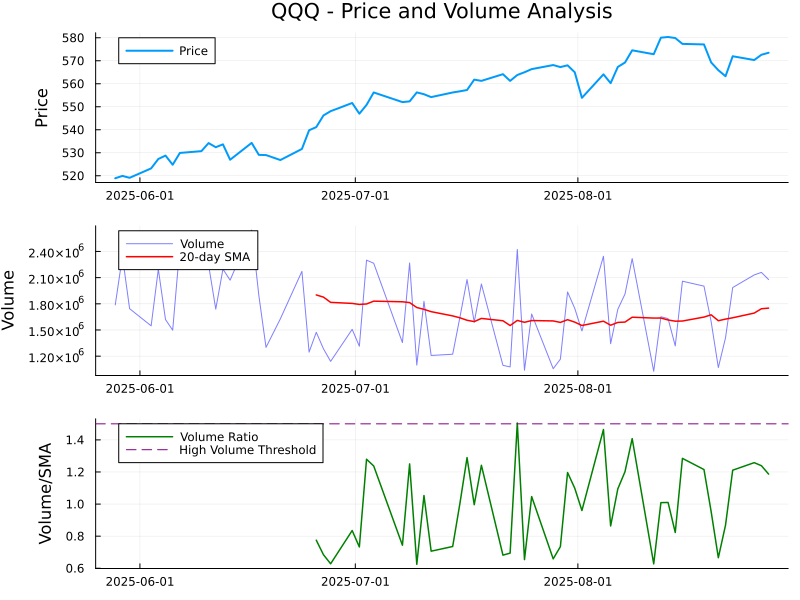 QQQ - Price and Volume Analysis
Price
580
570
560
550
540
530
520
Price
2025-06-01
2025-07-01
2025-08-01
Volume
20-day SMA
2.40×10⁶
2.10×10⁶
1.80×10⁶
1.50×10⁶
1.20×10⁶
Volume
2025-06-01
2025-07-01
2025-08-01
Volume Ratio
High Volume Threshold
1.4
1.2
1.0
0.8
0.6
Volume/SMA
2025-06-01
2025-07-01
2025-08-01